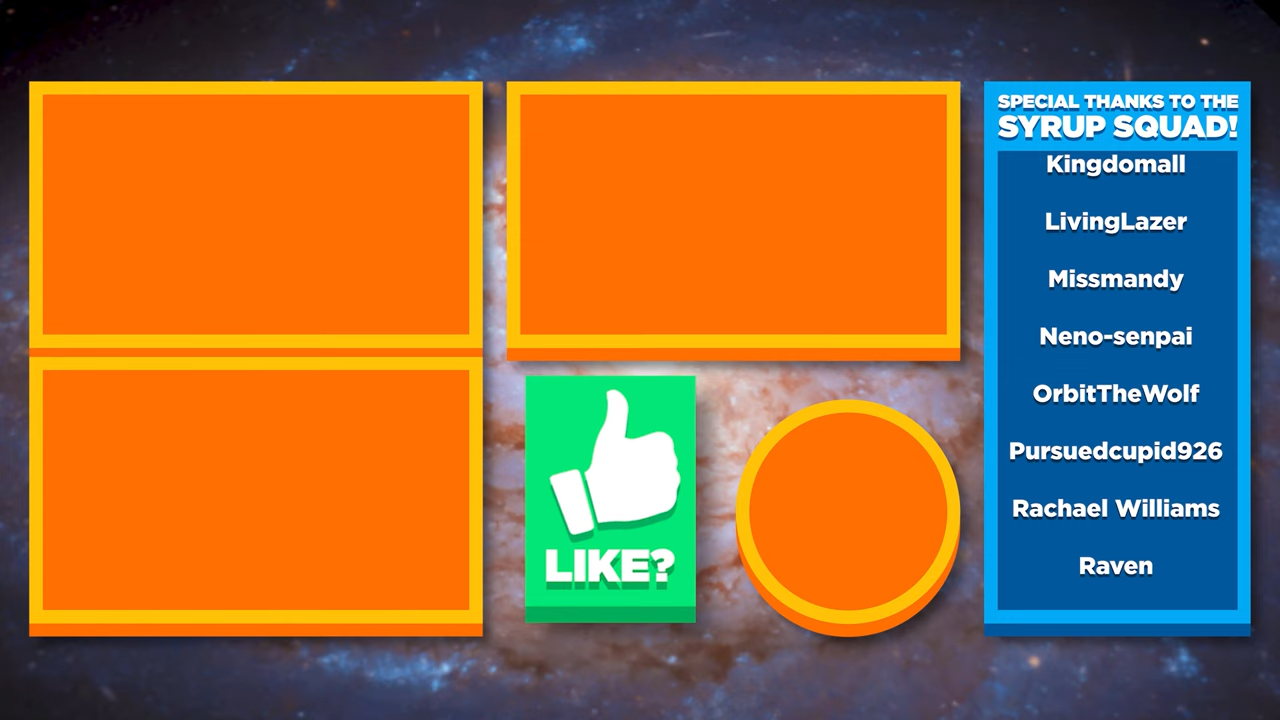 SPECIAL THANKS TO THE
SYRUP SQUAD!
Kingdomall
LivingLazer
Missmandy
Neno-senpai
OrbitTheWolf
Pursuedcupid926
Rachael Williams
Raven
LIKE?